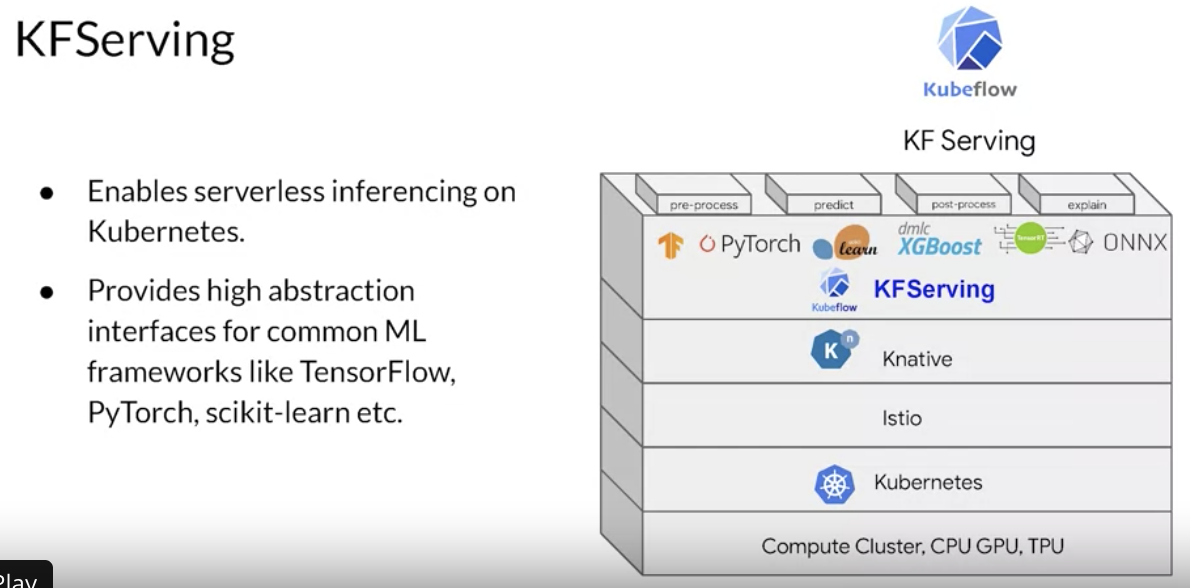 KFServing
Kubeflow
KF Serving
● Enables serverless inferencing on
Kubernetes.
● Provides high abstraction
interfaces for common ML
frameworks like TensorFlow,
PyTorch, scikit-learn etc.
pre-process predict post-process explain
TF PyTorch learn dmlc XGBoost TensorRT ONNX
Kubeflow KFServing
K n Knative
Istio
Kubernetes
Compute Cluster, CPU GPU, TPU
Play